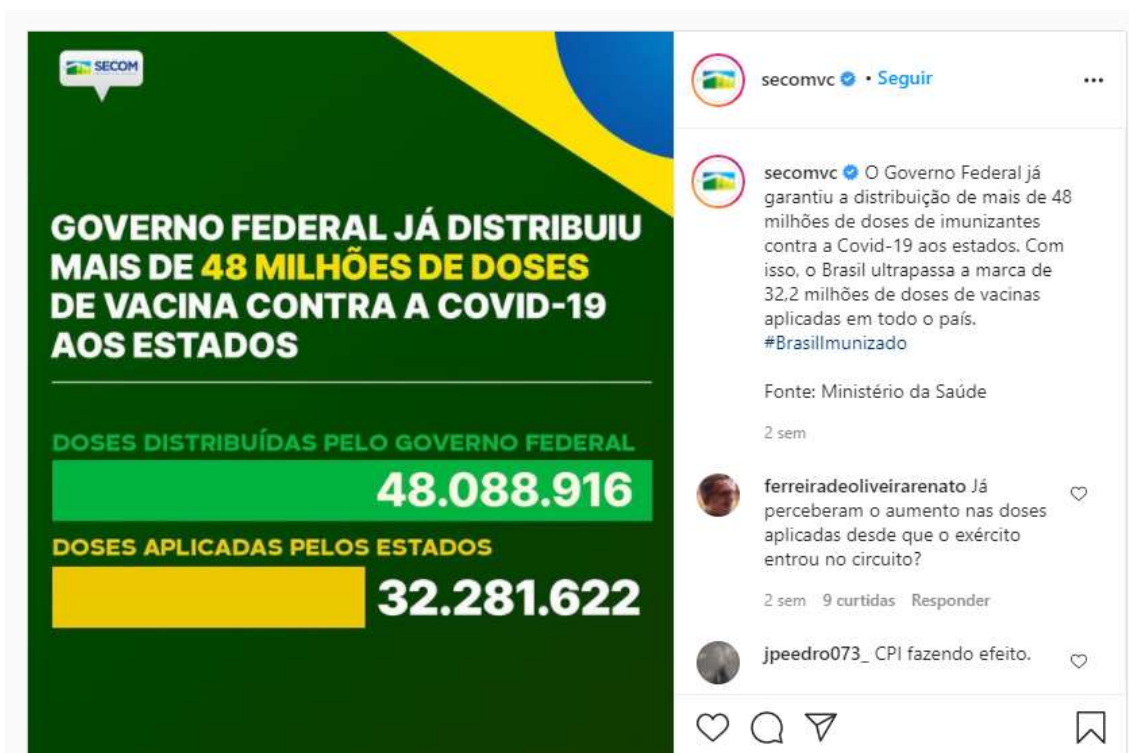 SECOM
GOVERNO FEDERAL JÁ DISTRIBUIU
MAIS DE 48 MILHÕES DE DOSES
DE VACINA CONTRA A COVID-19
AOS ESTADOS
DOSES DISTRIBUÍDAS PELO GOVERNO FEDERAL
48.088.916
DOSES APLICADAS PELOS ESTADOS
32.281.622
secomvc • Seguir
secomvc O Governo Federal já
garantiu a distribuição de mais de 48
milhões de doses de imunizantes
contra a Covid-19 aos estados. Com
isso, o Brasil ultrapassa a marca de
32,2 milhões de doses de vacinas
aplicadas em todo o país.
#BrasilImunizado
Fonte: Ministério da Saúde
2 sem
ferreiradeoliveirarenato Já
perceberam o aumento nas doses
aplicadas desde que o exército
entrou no circuito?
2 sem 9 curtidas Responder
jpeedro073_ CPI fazendo efeito.